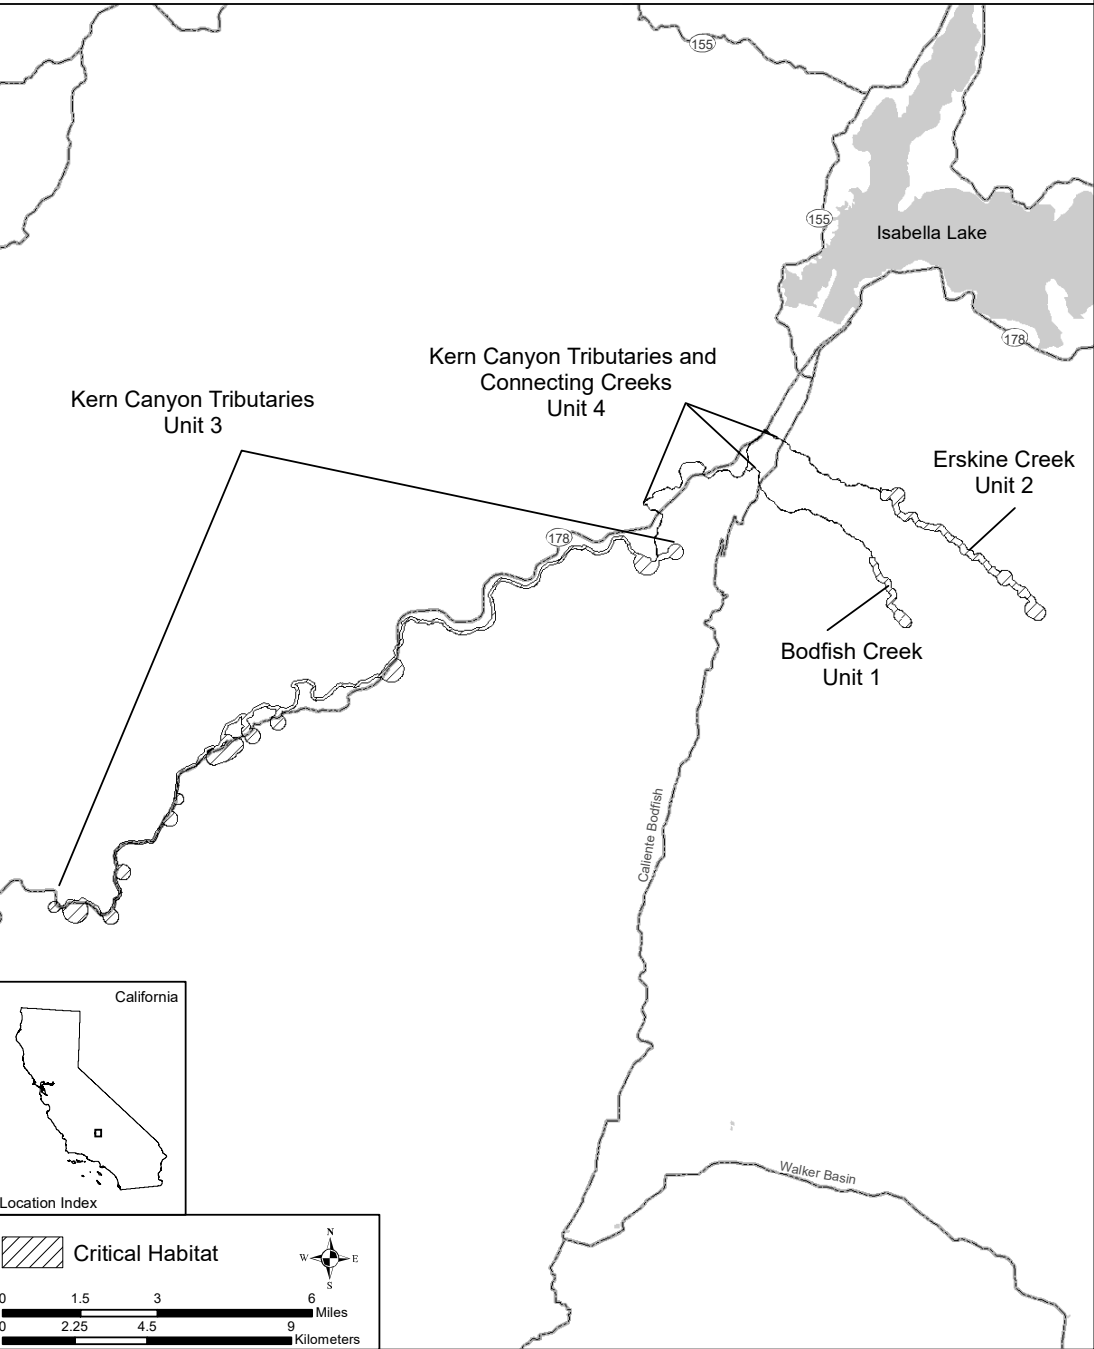 155
155
Isabella Lake
178
Kern Canyon Tributaries and
Connecting Creeks
Unit 4
Kern Canyon Tributaries
Unit 3
Erskine Creek
Unit 2
178
Bodfish Creek
Unit 1
Caliente Bodfish
California
Location Index
Walker Basin
Critical Habitat
N
W E
S
0 1.5 3 6
Miles
0 2.25 4.5 9
Kilometers